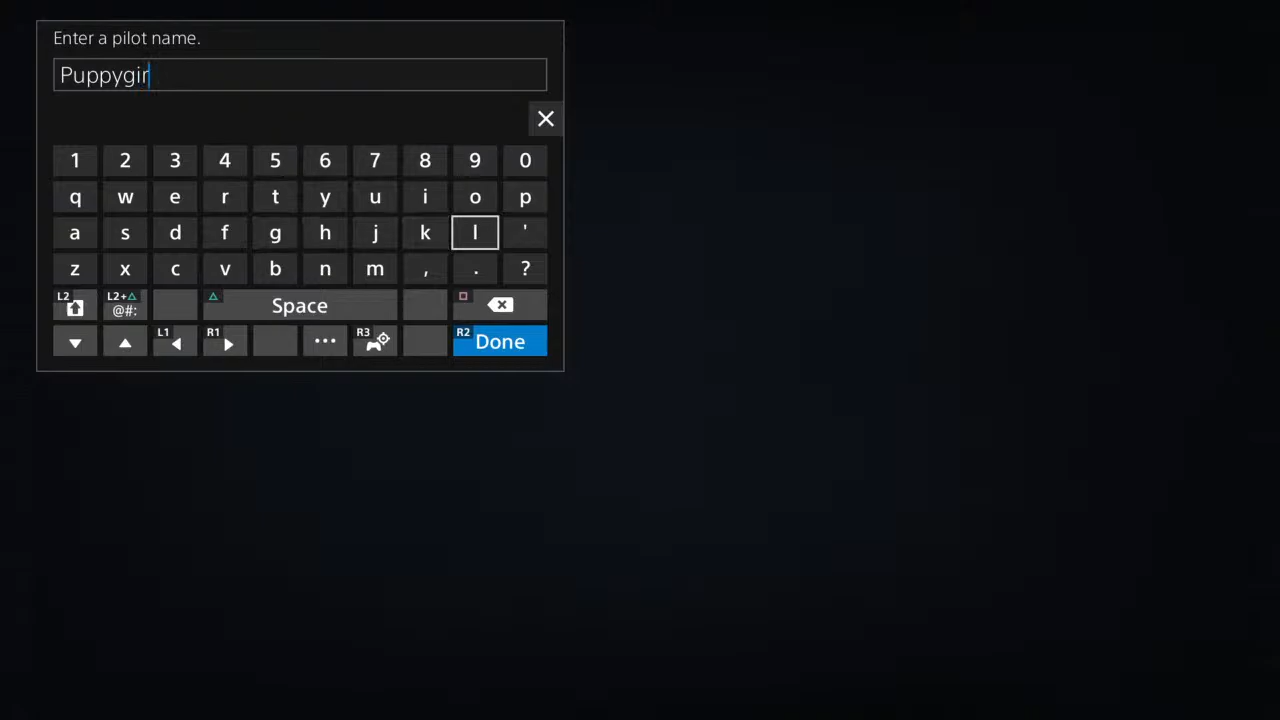 Enter a pilot name.
Puppygir
1 2 3 4 5 6 7 8 9 0
q w e r t y u i o p
a s d f g h j k l '
z x c v b n m , . ?
L2 L2+△ @#: △ Space □
L1 R1 ... R3 R2 Done